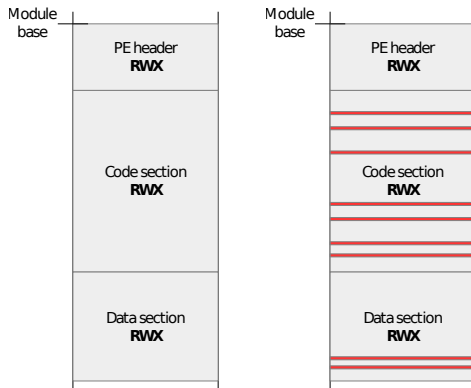 Module
base
PE header
RWX
Code section
RWX
Data section
RWX
Module
base
PE header
RWX
Code section
RWX
Data section
RWX